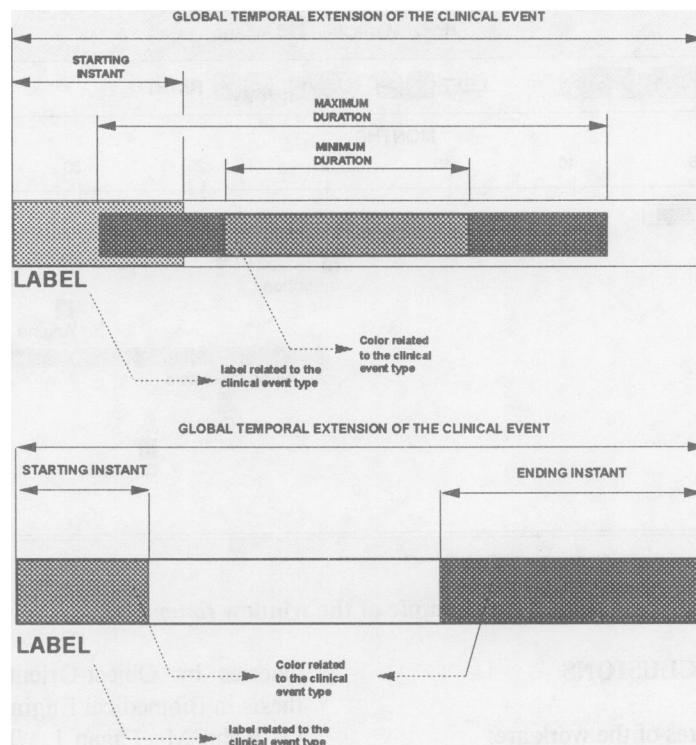 GLOBAL TEMPORAL EXTENSION OF THE CLINICAL EVENT
STARTING
INSTANT
MAXIMUM
DURATION
MINIMUM
DURATION
LABEL
Color related
to the clinical
event type
label related to the
clinical event type
GLOBAL TEMPORAL EXTENSION OF THE CLINICAL EVENT
STARTING INSTANT
ENDING INSTANT
LABEL
Color related
to the clinical
event type
label related to the
clinical event type